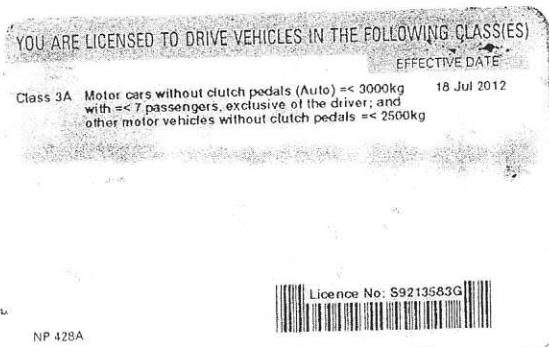 YOU ARE LICENSED TO DRIVE VEHICLES IN THE FOLLOWING CLASS(ES)
EFFECTIVE DATE
Class 3A Motor cars without clutch pedals (Auto) =< 3000kg 18 Jul 2012
with =< 7 passengers, exclusive of the driver; and
other motor vehicles without clutch pedals =< 2500kg
Licence No: S9213583G
NP 428A